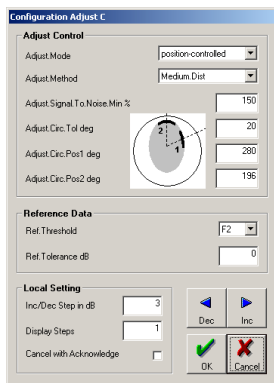 Configuration Adjust C
Adjust Control
Adjust.Mode position-controlled
Adjust.Method Medium.Dist
Adjust.Signal.To.Noise.Min % 150
Adjust.Circ.Tol deg 20
Adjust.Circ.Pos1 deg 280
Adjust.Circ.Pos2 deg 196
2
1
Reference Data
Ref.Threshold F2
Ref.Tolerance dB 0
Local Setting
Inc/Dec Step in dB 3
Display Steps 1
Cancel with Acknowledge
Dec Inc
OK Cancel